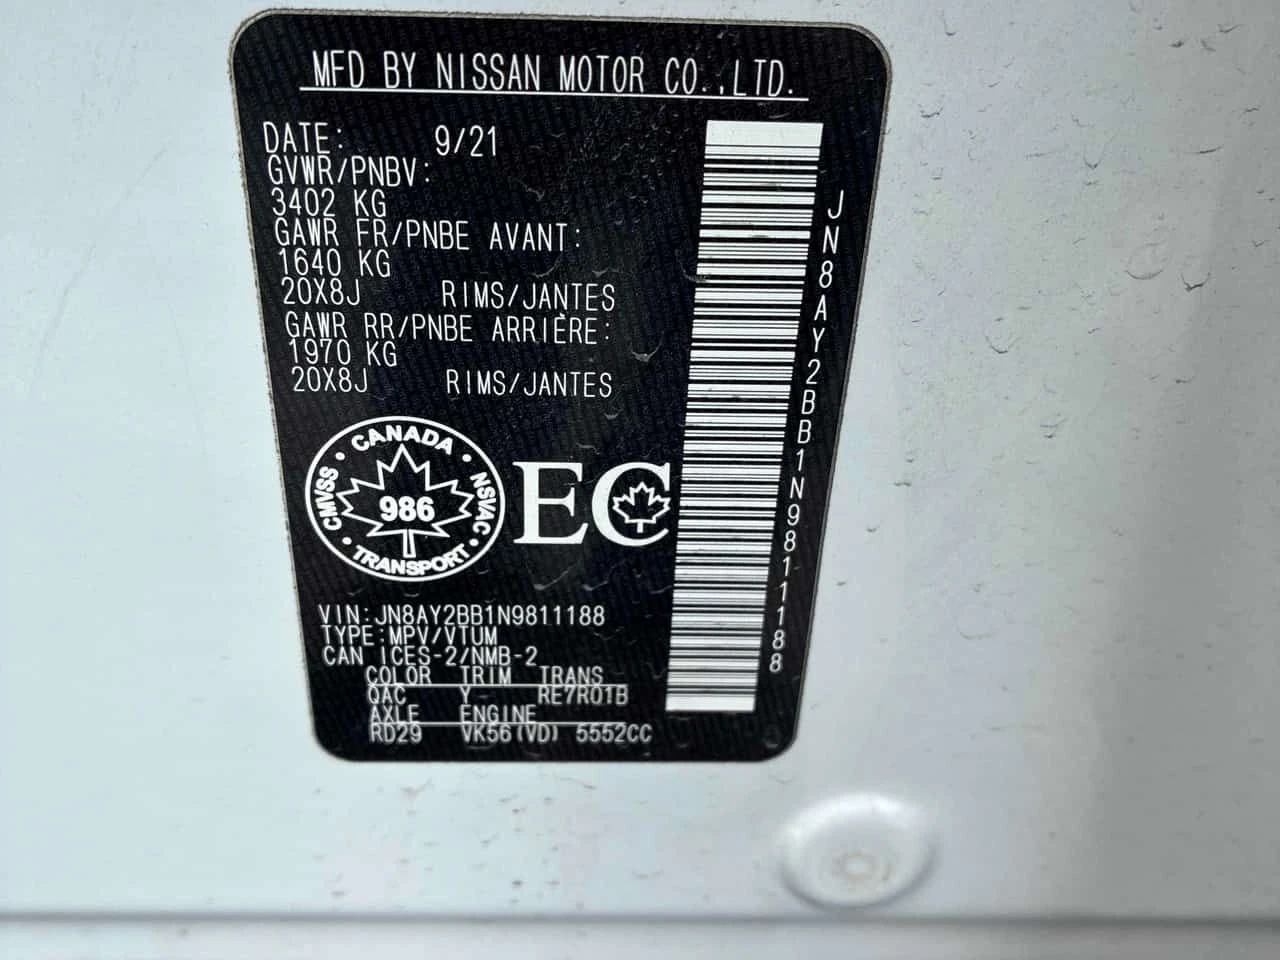 MFD BY NISSAN MOTOR CO.,LTD.
DATE: 9/21
GVWR/PNBV:
3402 KG
GAWR FR/PNBE AVANT:
1640 KG
20X8J RIMS/JANTES
GAWR RR/PNBE ARRIÈRE:
1970 KG
20X8J RIMS/JANTES
CANADA
CMVSS
986
NSVAC
TRANSPORT
EC
VIN:JN8AY2BB1N9811188
TYPE:MPV/VTUM
CAN ICES-2/NMB-2
COLOR TRIM TRANS
QAC Y RE7R01B
AXLE ENGINE
RD29 VK56(VD) 5552CC
JN8AY2BB1N9811188